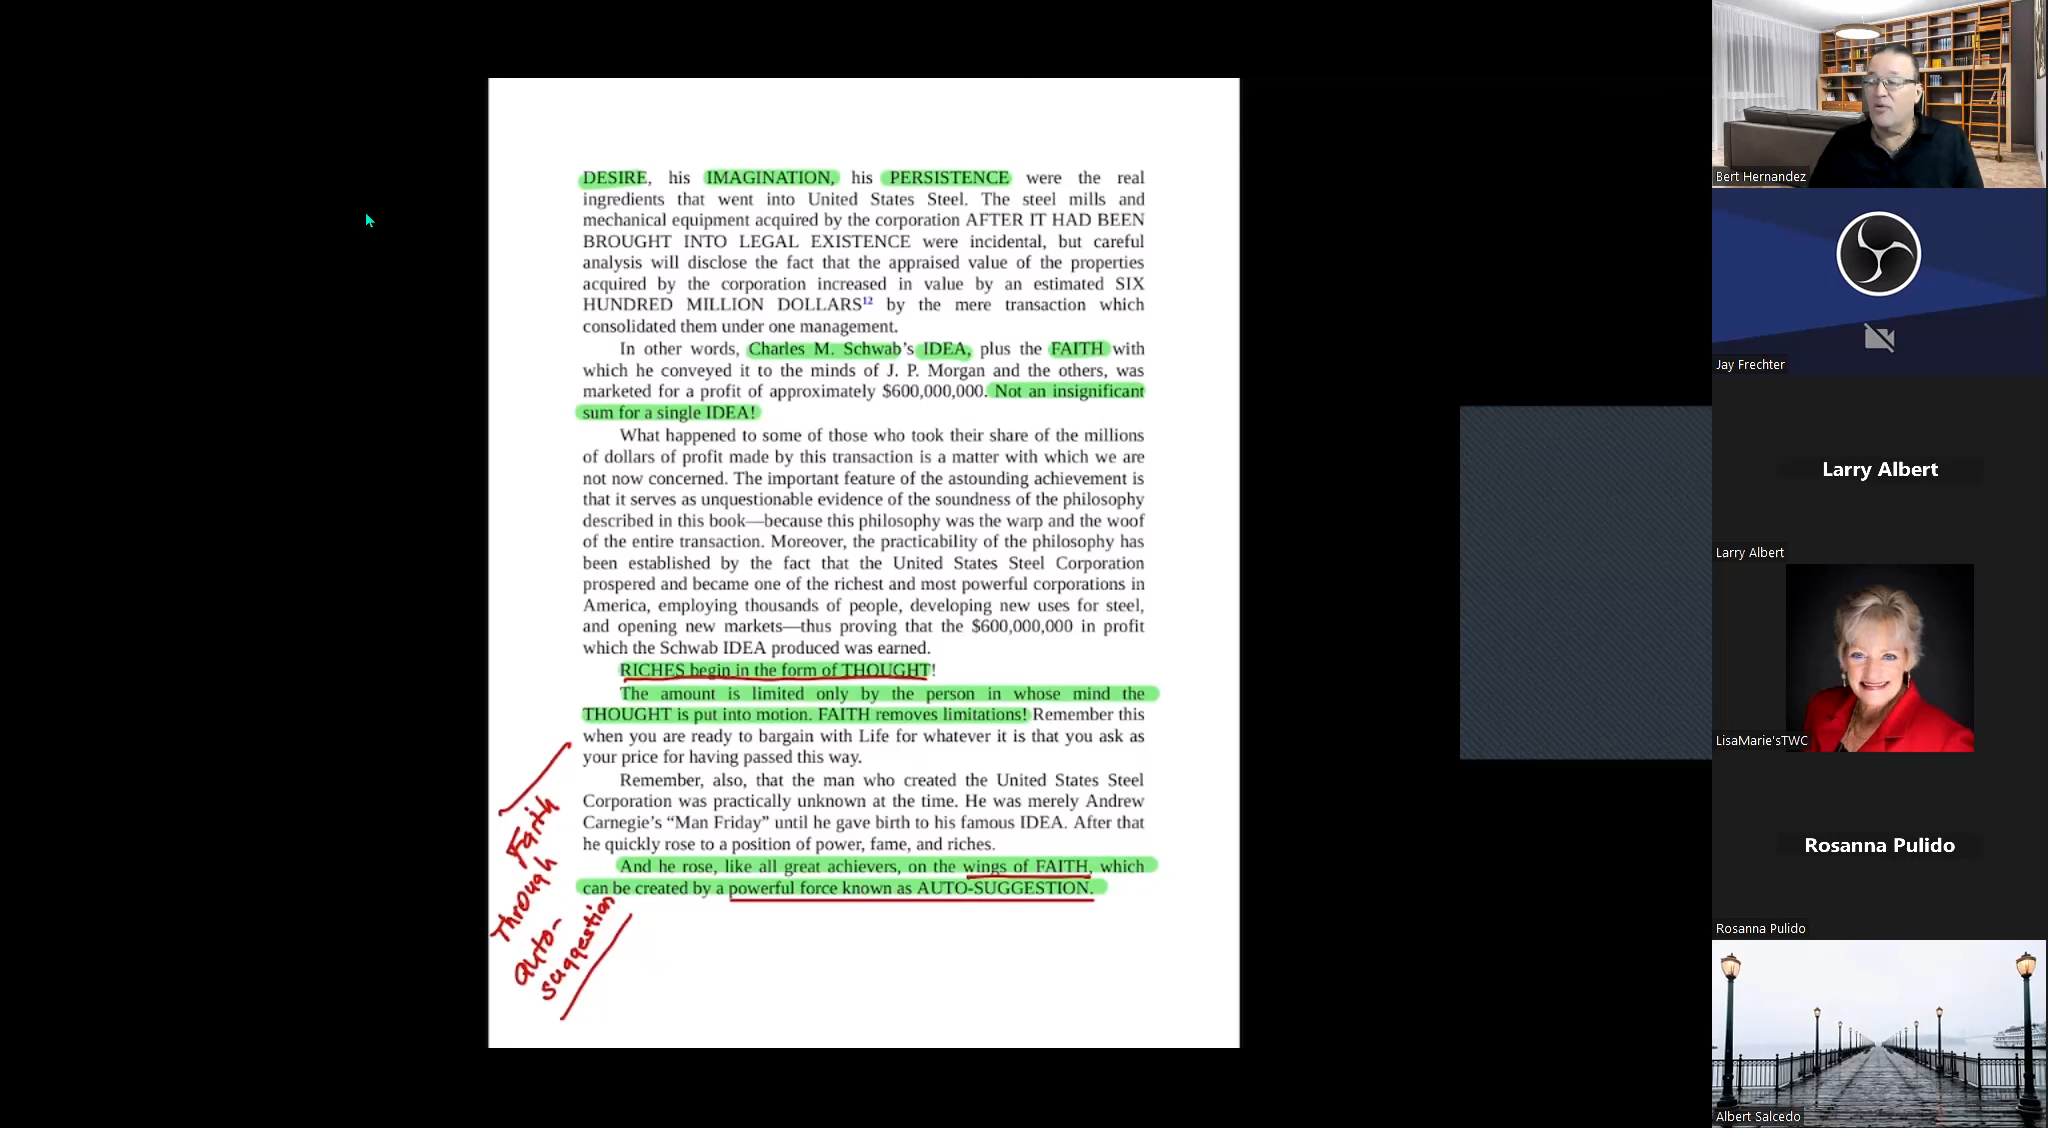 DESIRE, his IMAGINATION, his PERSISTENCE were the real
ingredients that went into United States Steel. The steel mills and
mechanical equipment acquired by the corporation AFTER IT HAD BEEN
BROUGHT INTO LEGAL EXISTENCE were incidental, but careful
analysis will disclose the fact that the appraised value of the properties
acquired by the corporation increased in value by an estimated SIX
HUNDRED MILLION DOLLARS12 by the mere transaction which
consolidated them under one management.
In other words, Charles M. Schwab's IDEA, plus the FAITH with
which he conveyed it to the minds of J. P. Morgan and the others, was
marketed for a profit of approximately $600,000,000. Not an insignificant
sum for a single IDEA!
What happened to some of those who took their share of the millions
of dollars of profit made by this transaction is a matter with which we are
not now concerned. The important feature of the astounding achievement is
that it serves as unquestionable evidence of the soundness of the philosophy
described in this book—because this philosophy was the warp and the woof
of the entire transaction. Moreover, the practicability of the philosophy has
been established by the fact that the United States Steel Corporation
prospered and became one of the richest and most powerful corporations in
America, employing thousands of people, developing new uses for steel,
and opening new markets—thus proving that the $600,000,000 in profit
which the Schwab IDEA produced was earned.
RICHES begin in the form of THOUGHT!
The amount is limited only by the person in whose mind the
THOUGHT is put into motion. FAITH removes limitations! Remember this
when you are ready to bargain with Life for whatever it is that you ask as
your price for having passed this way.
Remember, also, that the man who created the United States Steel
Corporation was practically unknown at the time. He was merely Andrew
Carnegie's “Man Friday” until he gave birth to his famous IDEA. After that
he quickly rose to a position of power, fame, and riches.
And he rose, like all great achievers, on the wings of FAITH, which
can be created by a powerful force known as AUTO-SUGGESTION.
Faith
Through
auto-
suggestion
Bert Hernandez
Jay Frechter
Larry Albert
Larry Albert
LisaMarie'sTWC
Rosanna Pulido
Rosanna Pulido
Albert Salcedo